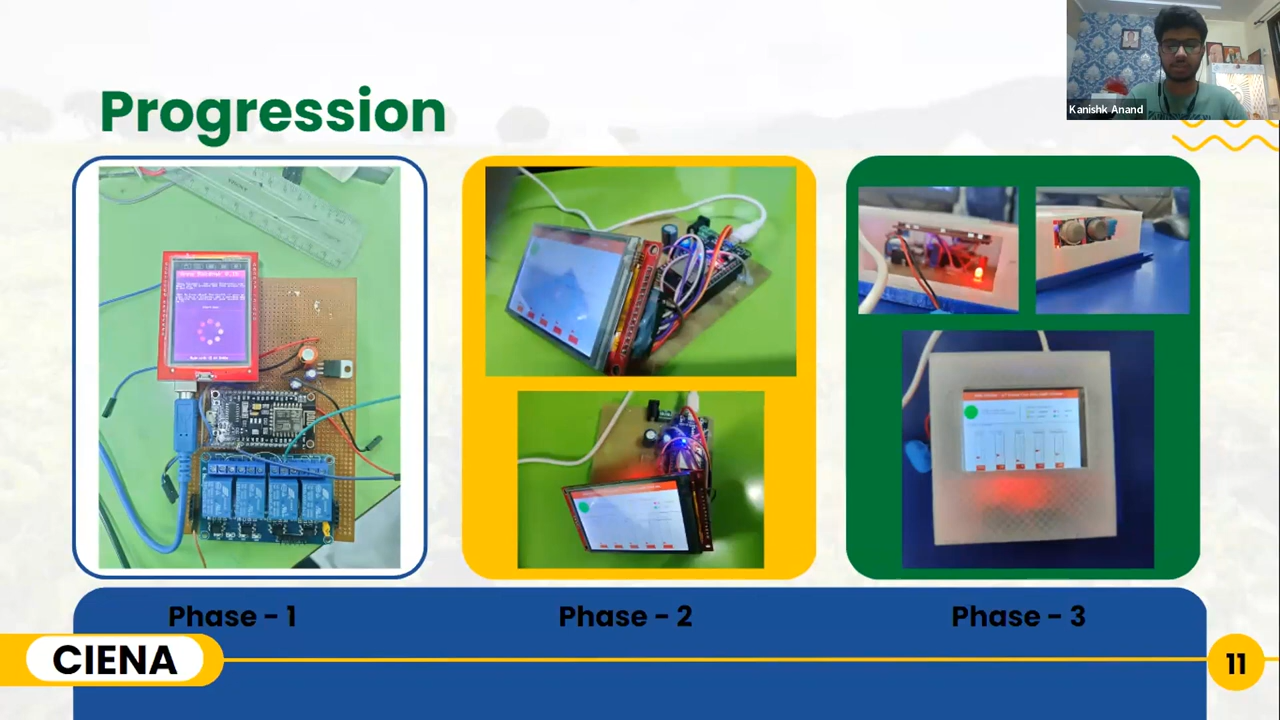 Progression
Kanishk Anand
Phase - 1
Phase - 2
Phase - 3
CIENA
11